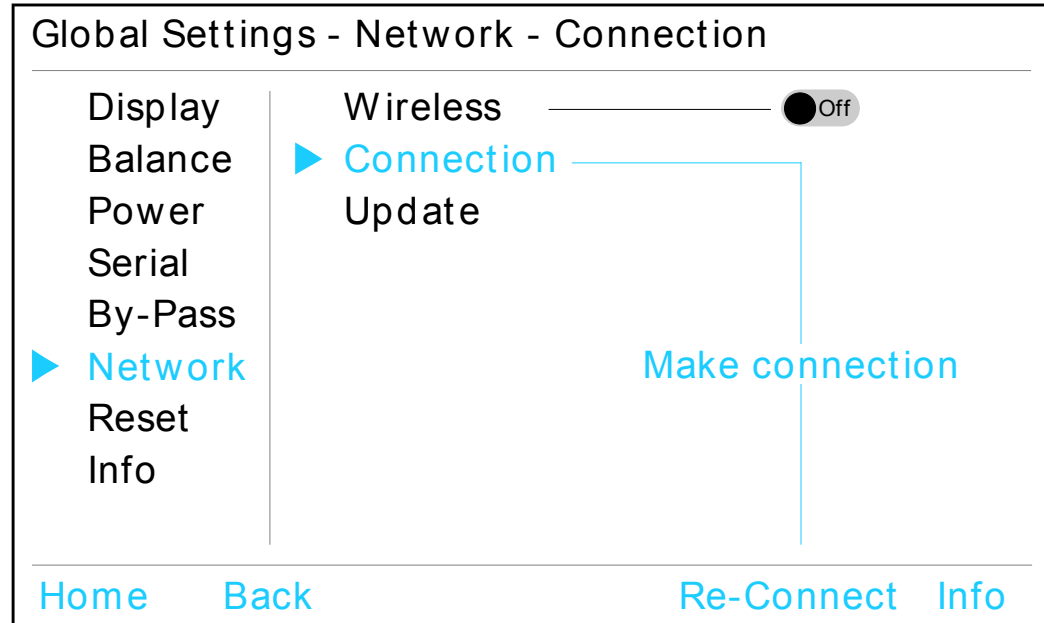 Global Settings - Network - Connection
Display
Balance
Power
Serial
By-Pass
Network
Reset
Info
Wireless Off
Connection
Update
Make connection
Home Back Re-Connect Info